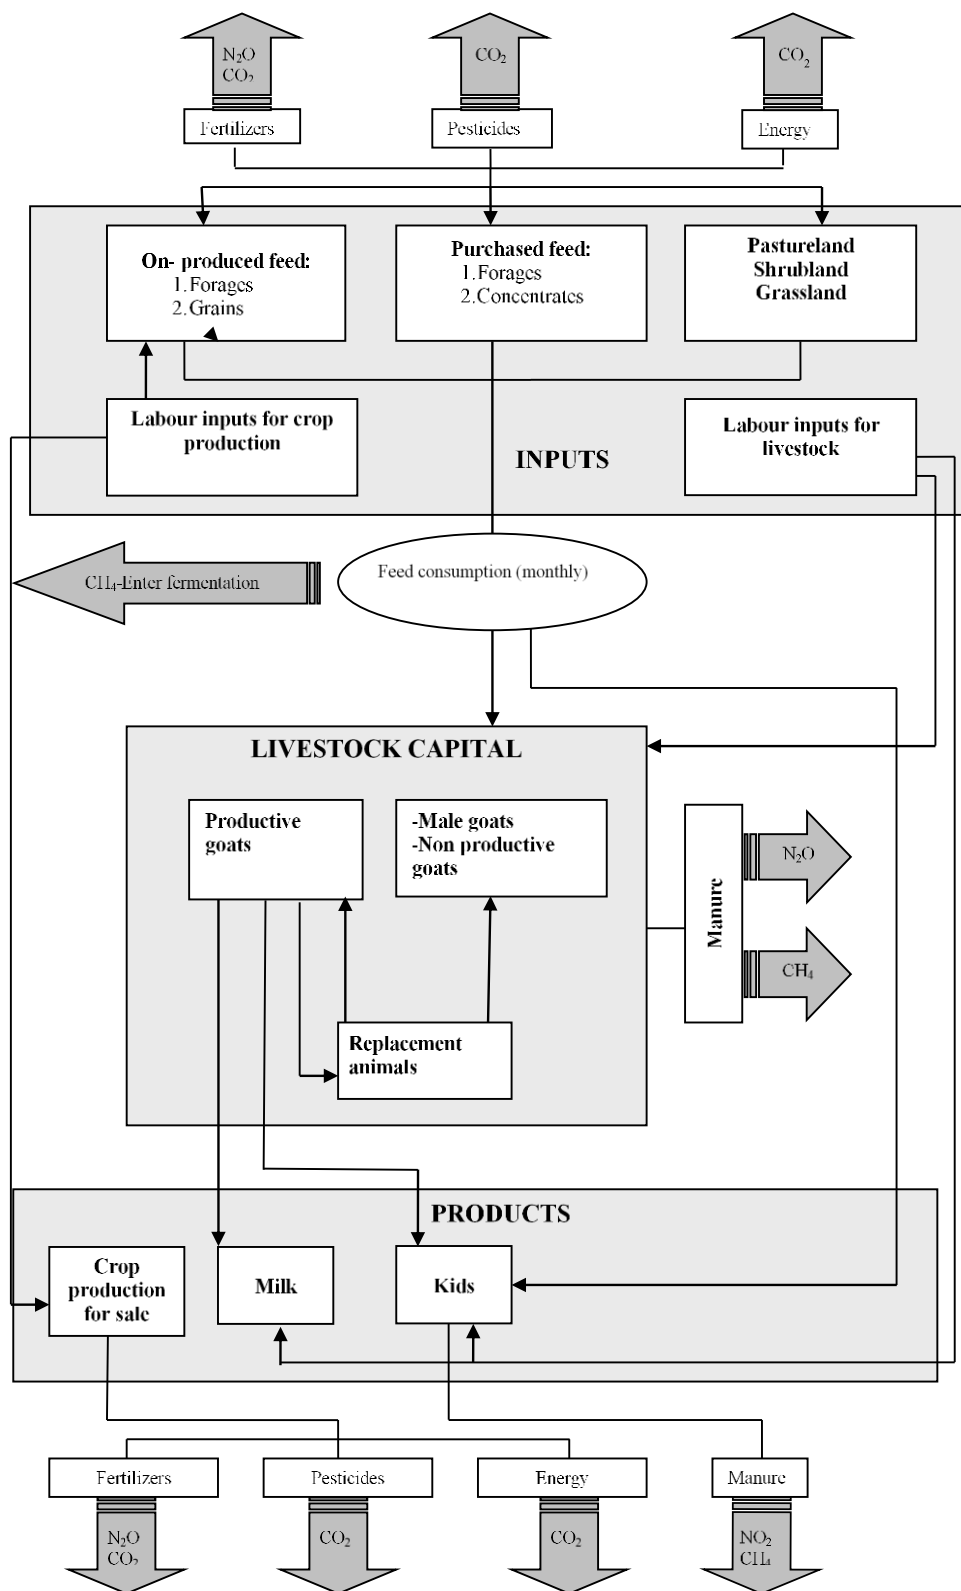 N₂O
CO₂
CO₂
CO₂
Fertilizers
Pesticides
Energy
On- produced feed:
1. Forages
2. Grains
Purchased feed:
1. Forages
2. Concentrates
Pastureland
Shrubland
Grassland
Labour inputs for crop
production
Labour inputs for
livestock
INPUTS
CH₄-Enter fermentation
Feed consumption (monthly)
LIVESTOCK CAPITAL
Productive
goats
-Male goats
-Non productive
goats
Manure
N₂O
CH₄
Replacement
animals
PRODUCTS
Crop
production
for sale
Milk
Kids
Fertilizers
Pesticides
Energy
Manure
N₂O
CO₂
CO₂
CO₂
NO₂
CH₄